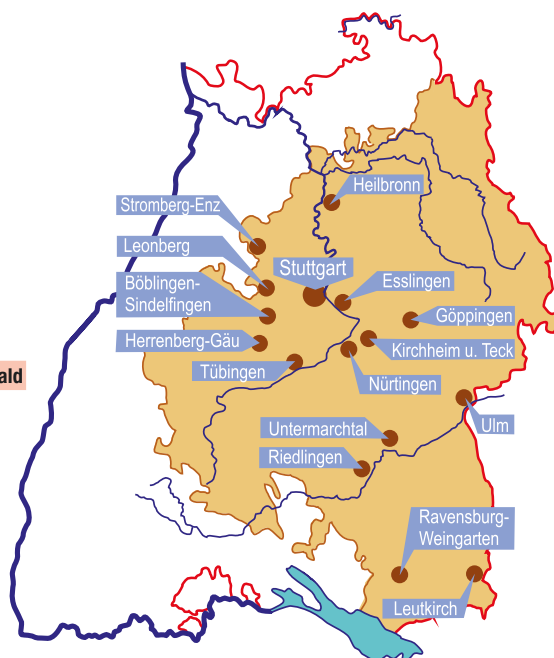 Heilbronn
Stromberg-Enz
Leonberg
Stuttgart
Böblingen-
Sindelfingen
Esslingen
Göppingen
Herrenberg-Gäu
Kirchheim u. Teck
Tübingen
Nürtingen
ald
Untermarchtal
Ulm
Riedlingen
Ravensburg-
Weingarten
Leutkirch